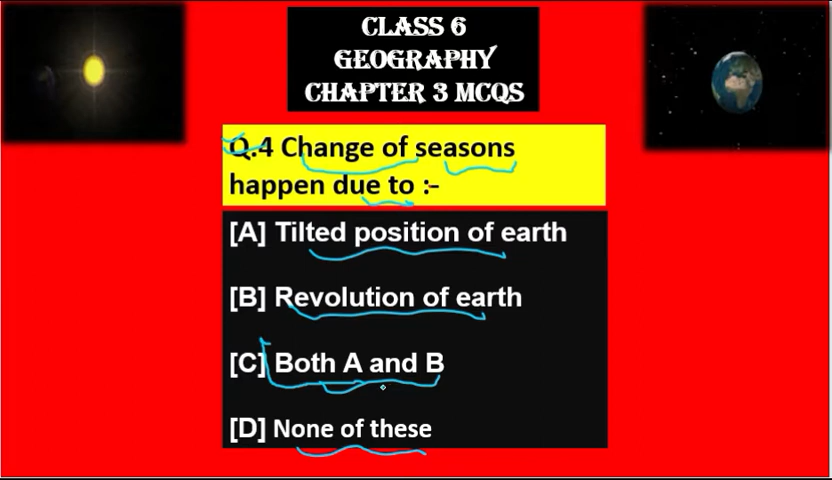 CLASS 6
GEOGRAPHY
CHAPTER 3 MCQS
Q.4 Change of seasons
happen due to :-
[A] Tilted position of earth
[B] Revolution of earth
[C] Both A and B
[D] None of these